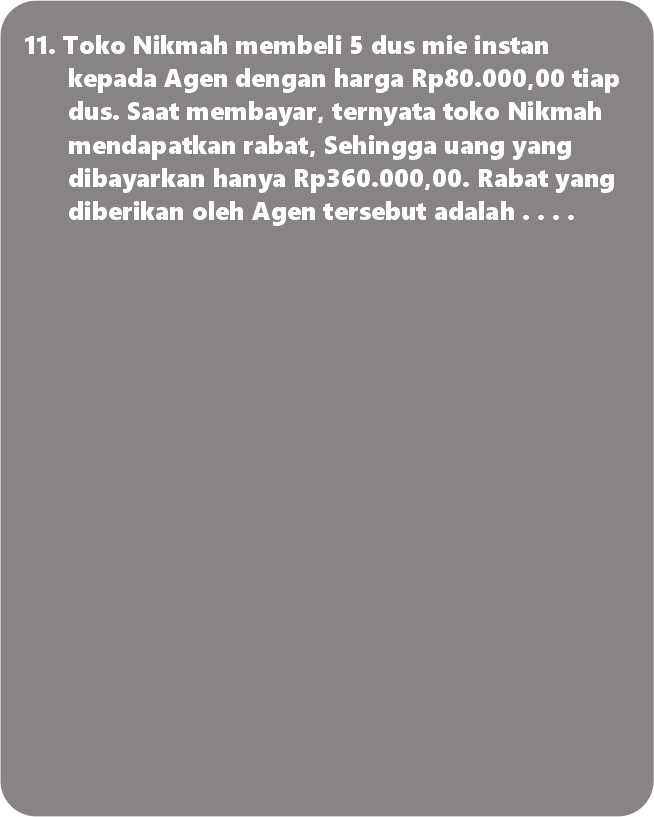 11. Toko Nikmah membeli 5 dus mie instan
kepada Agen dengan harga Rp80.000,00 tiap
dus. Saat membayar, ternyata toko Nikmah
mendapatkan rabat, Sehingga uang yang
dibayarkan hanya Rp360.000,00. Rabat yang
diberikan oleh Agen tersebut adalah . . . .